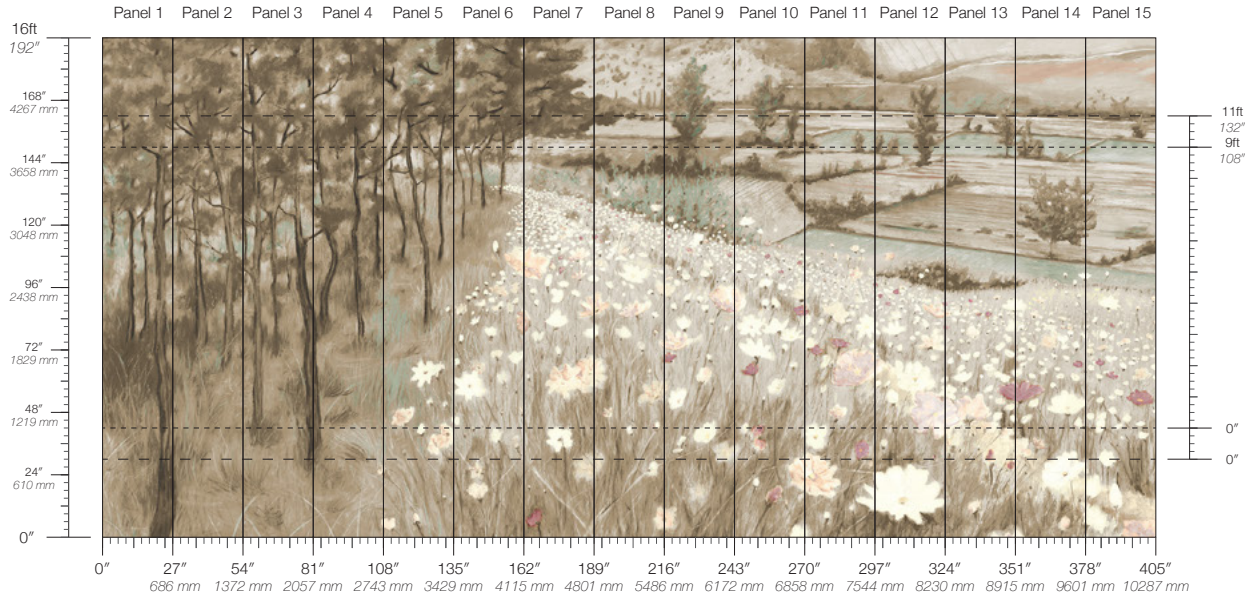 Panel 1 Panel 2 Panel 3 Panel 4 Panel 5 Panel 6 Panel 7 Panel 8 Panel 9 Panel 10 Panel 11 Panel 12 Panel 13 Panel 14 Panel 15
16ft
192″
168″
4267 mm
144″
3658 mm
120″
3048 mm
96″
2438 mm
72″
1829 mm
48″
1219 mm
24″
610 mm
0″
11ft
132″
9ft
108″
0″
0″
0″ 27″ 54″ 81″ 108″ 135″ 162″ 189″ 216″ 243″ 270″ 297″ 324″ 351″ 378″ 405″
686 mm 1372 mm 2057 mm 2743 mm 3429 mm 4115 mm 4801 mm 5486 mm 6172 mm 6858 mm 7544 mm 8230 mm 8915 mm 9601 mm 10287 mm